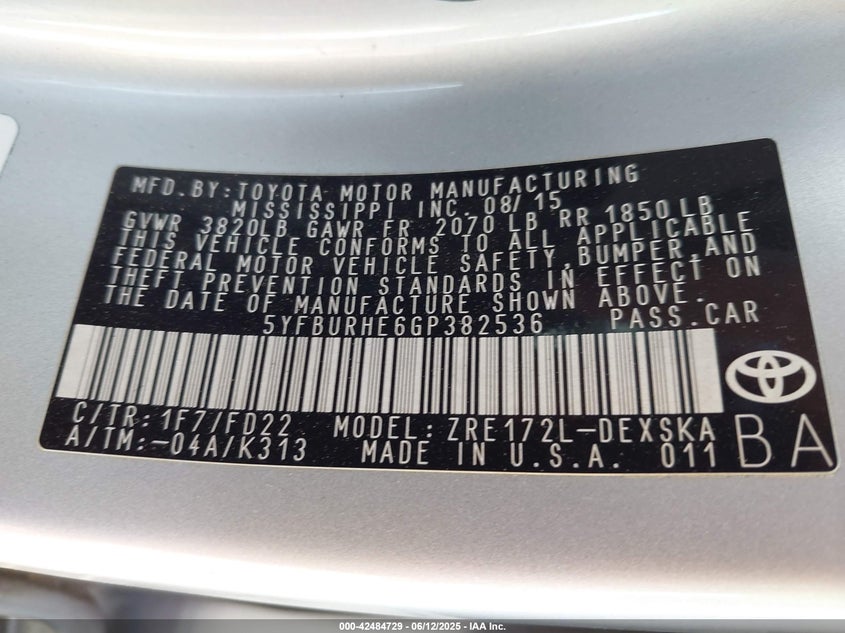 MFD.BY:TOYOTA MOTOR MANUFACTURING
MISSISSIPPI INC. 08/15
GVWR 3820LB GAWR FR 2070 LB RR 1850 LB
THIS VEHICLE CONFORMS TO ALL APPLICABLE
FEDERAL MOTOR VEHICLE SAFETY,BUMPER,AND
THEFT PREVENTION STANDARDS IN EFFECT ON
THE DATE OF MANUFACTURE SHOWN ABOVE.
5YFBURHE6GP382536 PASS.CAR
C/TR:1F7/FD22 MODEL: ZRE172L-DEXSKA
A/TM:-04A/K313 MADE IN U.S.A. 011
BA
000-42484729 - 06/12/2025 - IAA Inc.